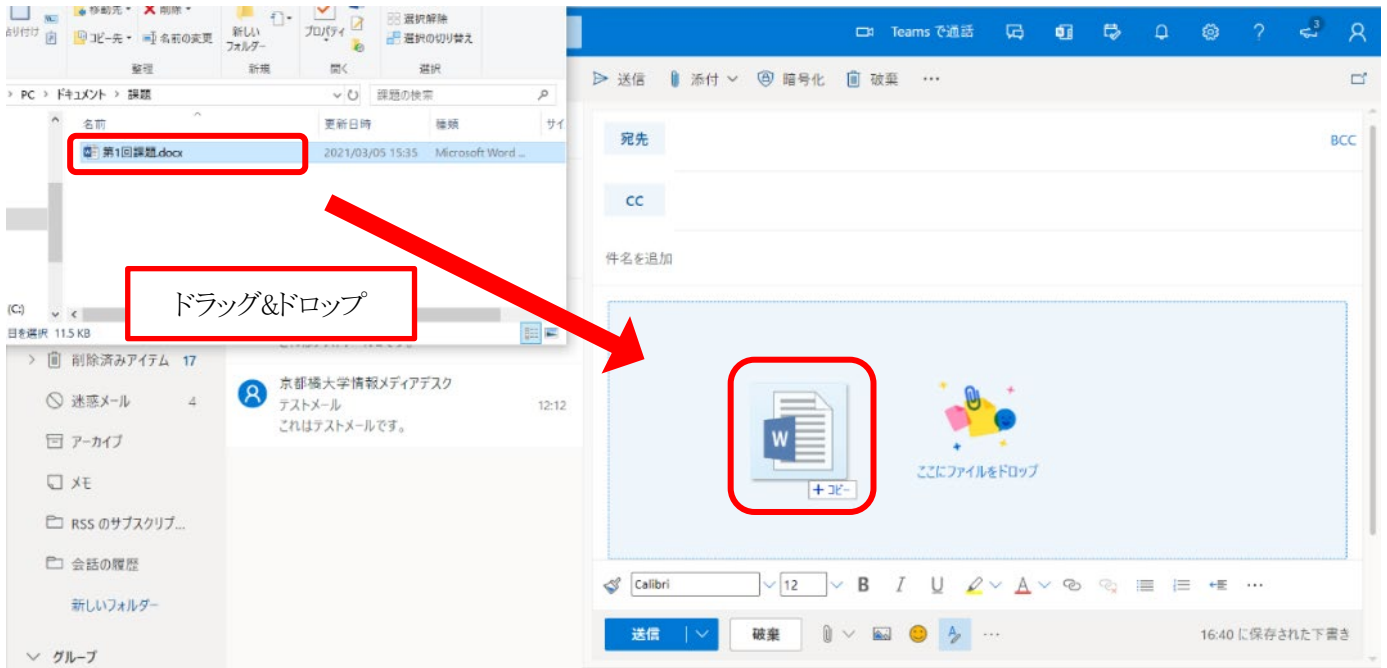 移動先
削除
貼り付け
コピー先
名前の変更
新しい
フォルダー
プロパティ
選択解除
選択の切り替え
整理
新規
開く
選択
PC > ドキュメント > 課題
課題の検索
名前
更新日時
種類
サイ
第1回課題.docx
2021/03/05 15:35
Microsoft Word ...
ドラッグ&ドロップ
(C:)
目を選択 11.5 KB
削除済みアイテム 17
迷惑メール 4
アーカイブ
メモ
RSS のサブスクリプ...
会話の履歴
新しいフォルダー
グループ
京都橘大学情報メディアデスク
テストメール
12:12
これはテストメールです。
Teams で通話
3
送信
添付
暗号化
破棄
宛先
BCC
CC
件名を追加
W
+ コピー
ここにファイルをドロップ
Calibri
12
B I U A
送信
破棄
16:40 に保存された下書き